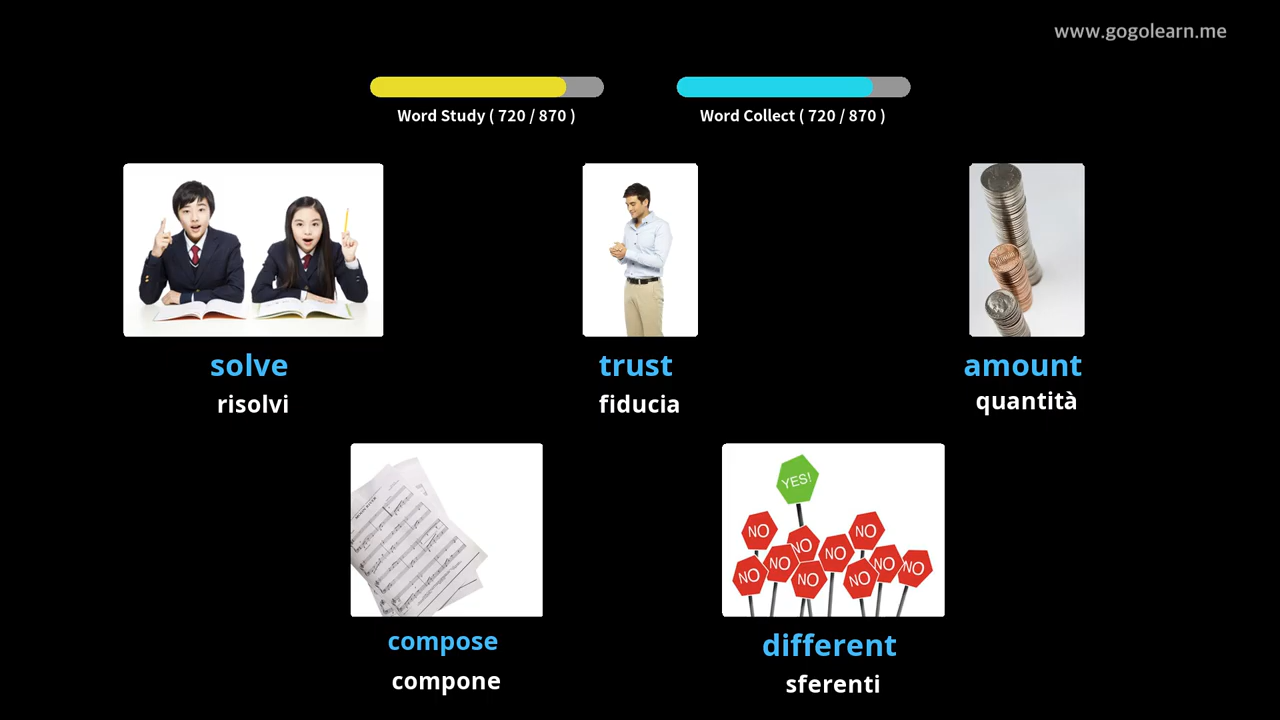 www.gogolearn.me
Word Study ( 720 / 870 )
Word Collect ( 720 / 870 )
solve
trust
amount
risolvi
fiducia
quantità
YES!
NO
NO
NO
NO
NO
NO
NO
NO
NO
NO
compose
different
compone
sferenti